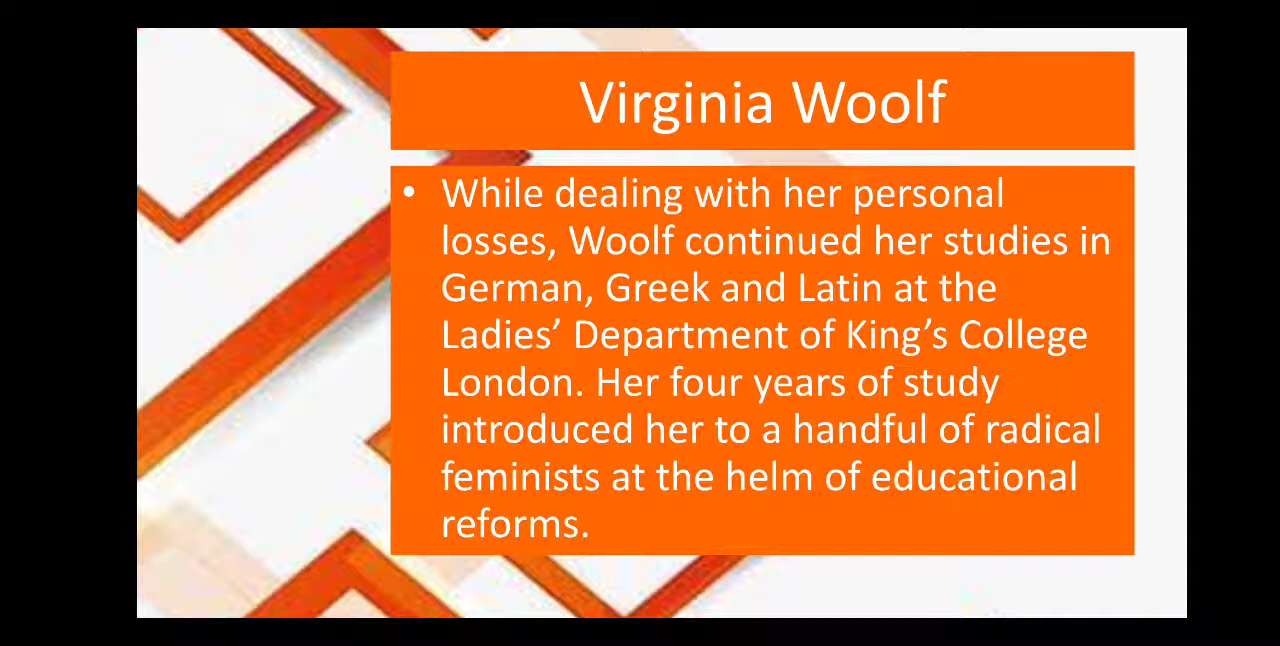 Virginia Woolf
• While dealing with her personal
losses, Woolf continued her studies in
German, Greek and Latin at the
Ladies’ Department of King’s College
London. Her four years of study
introduced her to a handful of radical
feminists at the helm of educational
reforms.